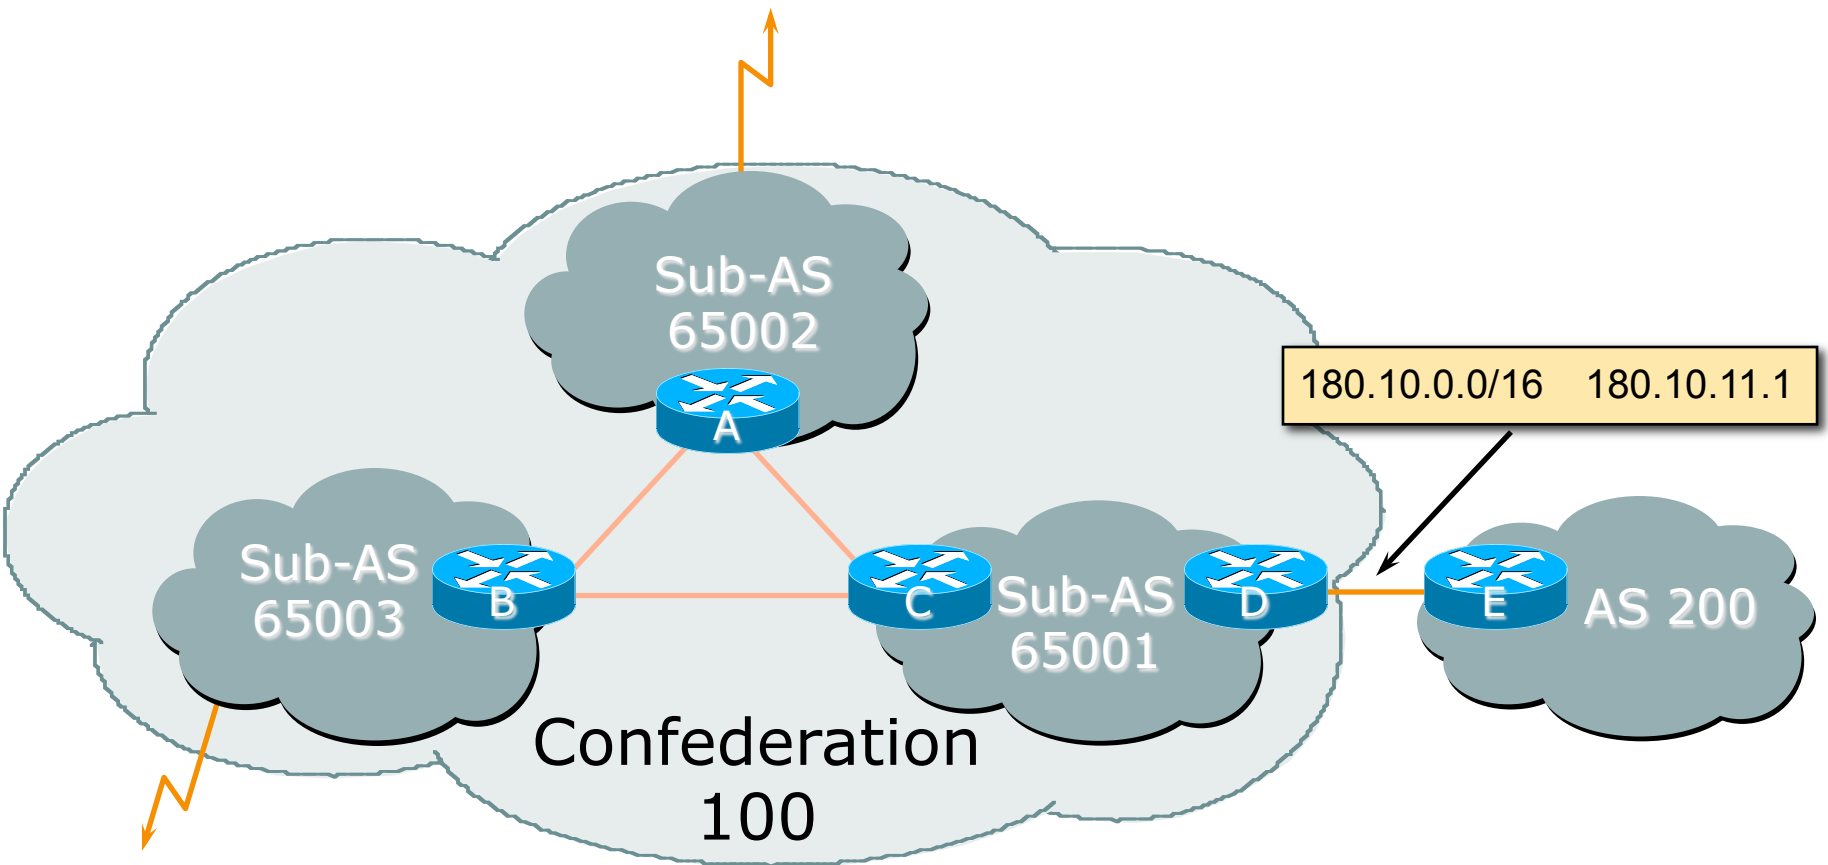 Sub-AS
65002
A
180.10.0.0/16 180.10.11.1
Sub-AS
65003
B
C
Sub-AS
65001
D
E
AS 200
Confederation
100